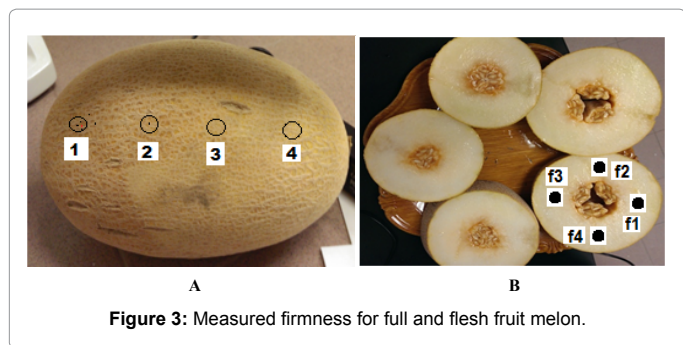 1 2 3 4
f3 f2
f1
f4
A B
Figure 3: Measured firmness for full and flesh fruit melon.